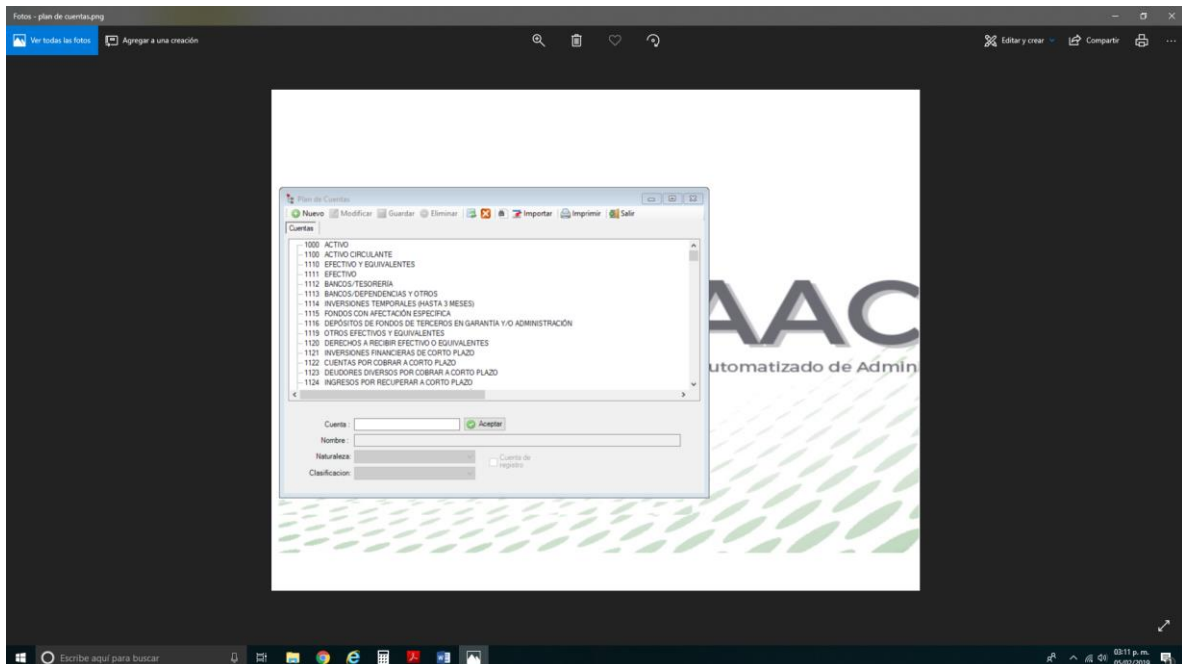 Fotos - plan de cuentas.png
Ver todas las fotos
Agregar a una creación
Editar y crear
Compartir
Plan de Cuentas
Nuevo Modificar Guardar Eliminar Importar Imprimir Salir
Cuentas
1000 ACTIVO
1100 ACTIVO CIRCULANTE
1110 EFECTIVO Y EQUIVALENTES
1111 EFECTIVO
1112 BANCOS/TESORERÍA
1113 BANCOS/DEPENDENCIAS Y OTROS
1114 INVERSIONES TEMPORALES (HASTA 3 MESES)
1115 FONDOS CON AFECTACIÓN ESPECIFICA
1116 DEPÓSITOS DE FONDOS DE TERCEROS EN GARANTIA Y/O ADMINISTRACIÓN
1119 OTROS EFECTIVOS Y EQUIVALENTES
1120 DERECHOS A RECIBIR EFECTIVO O EQUIVALENTES
1121 INVERSIONES FINANCIERAS DE CORTO PLAZO
1122 CUENTAS POR COBRAR A CORTO PLAZO
1123 DEUDORES DIVERSOS POR COBRAR A CORTO PLAZO
1124 INGRESOS POR RECUPERAR A CORTO PLAZO
AAC
utomatizado de Admin
Cuenta : Aceptar
Nombre :
Naturaleza:
Cuenta de
registro
Clasificacion:
Escribe aquí para buscar
03:11 p. m.
05/02/2019